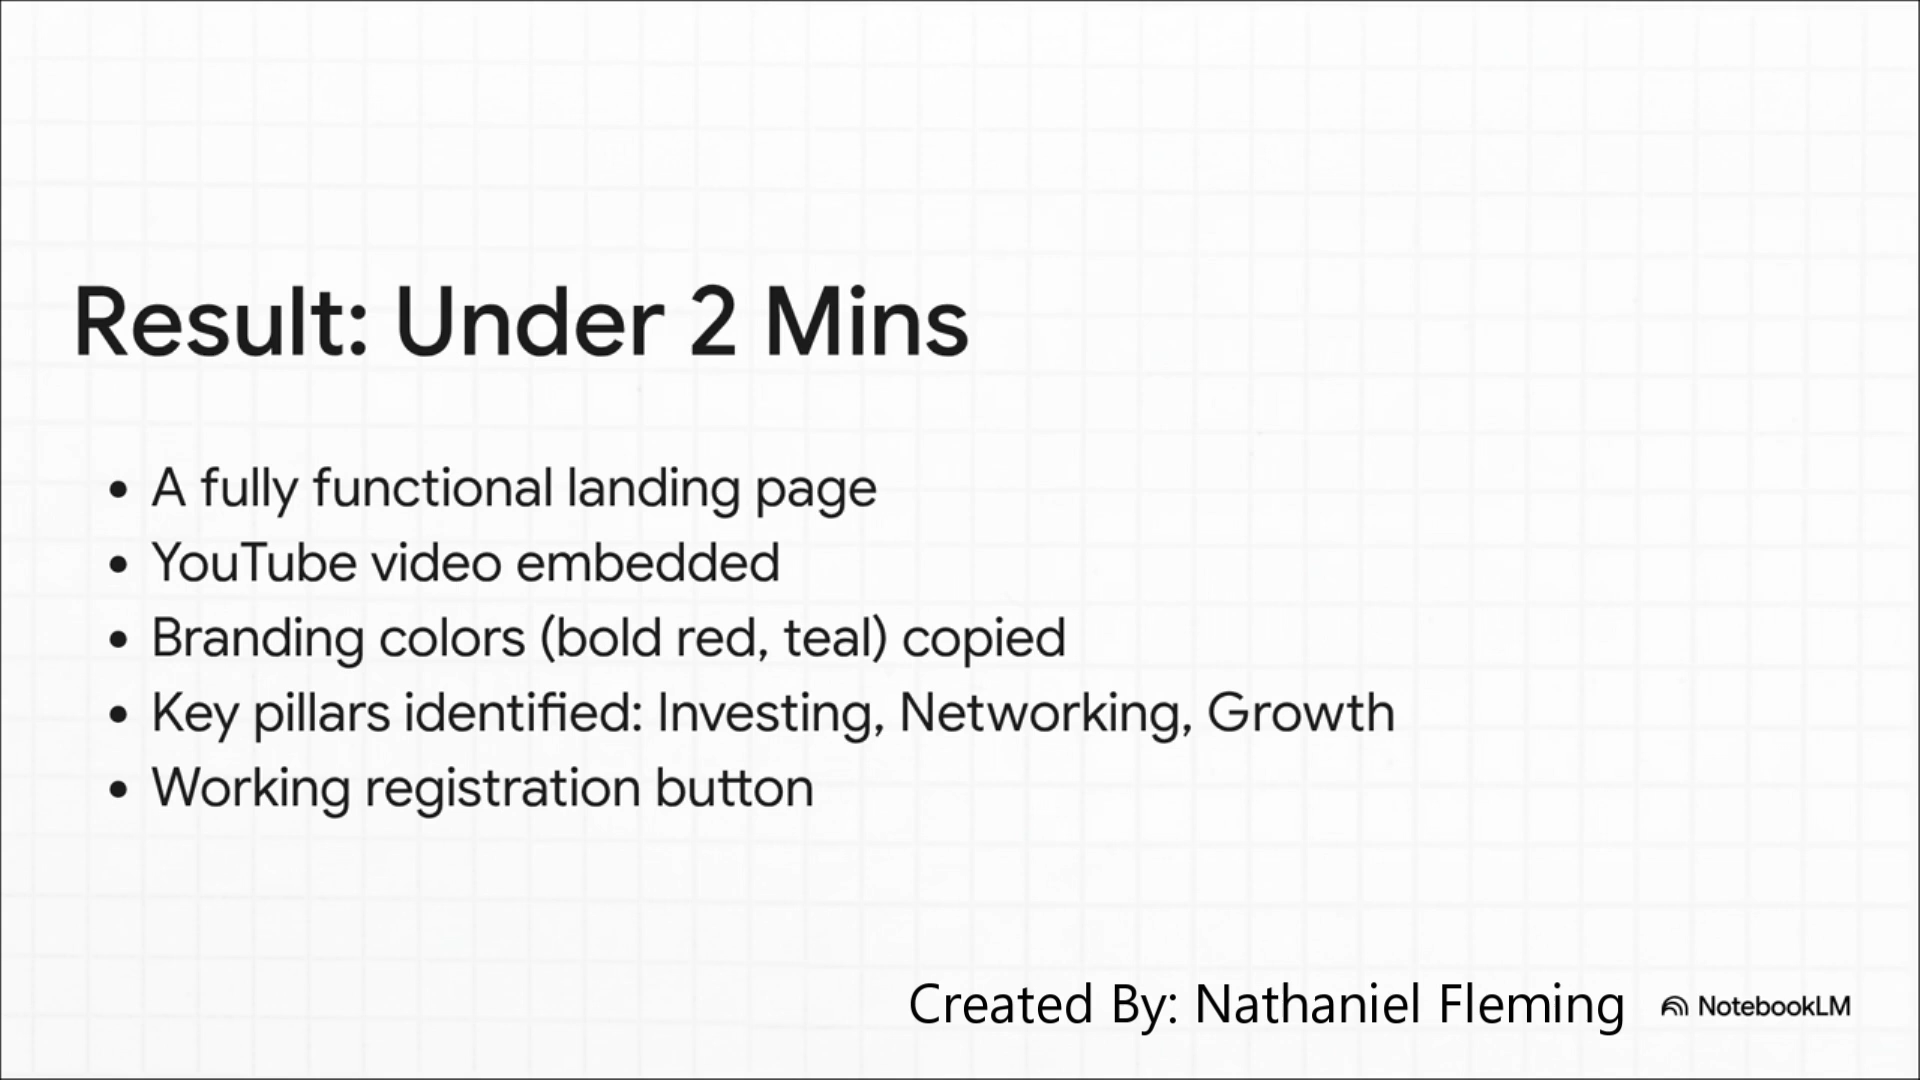 Result: Under 2 Mins
• A fully functional landing page
• YouTube video embedded
• Branding colors (bold red, teal) copied
• Key pillars identified: Investing, Networking, Growth
• Working registration button
Created By: Nathaniel Fleming NotebookLM